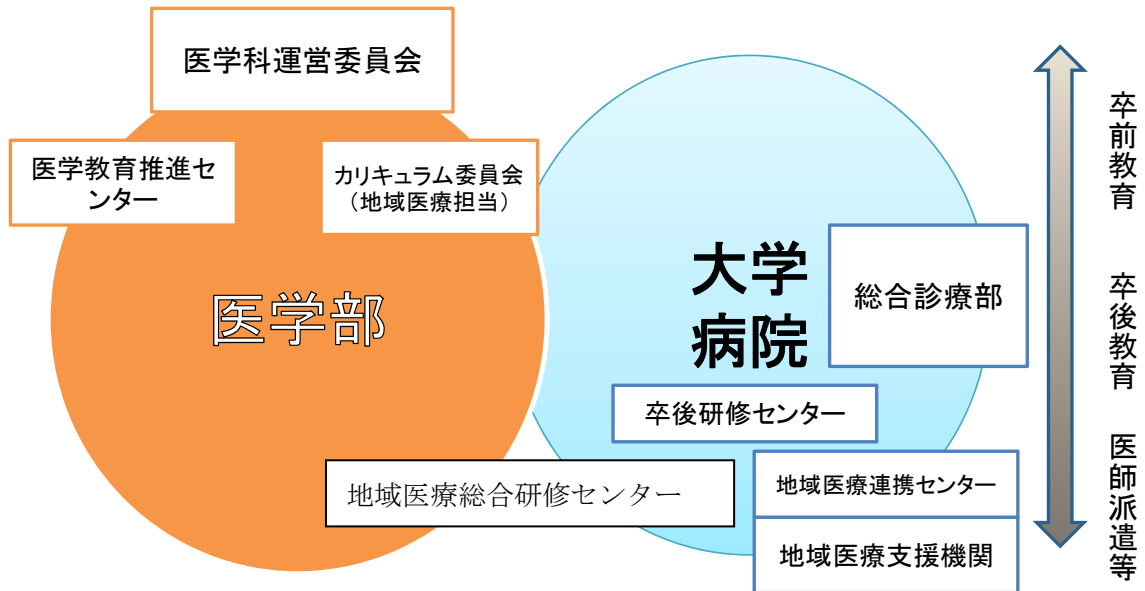 医学科運営委員会
医学教育推進セ
ンター
カリキュラム委員会
（地域医療担当）
医学部
大学
病院
総合診療部
卒後研修センター
地域医療総合研修センター
地域医療連携センター
地域医療支援機関
卒前教育
卒後教育
医師派遣等